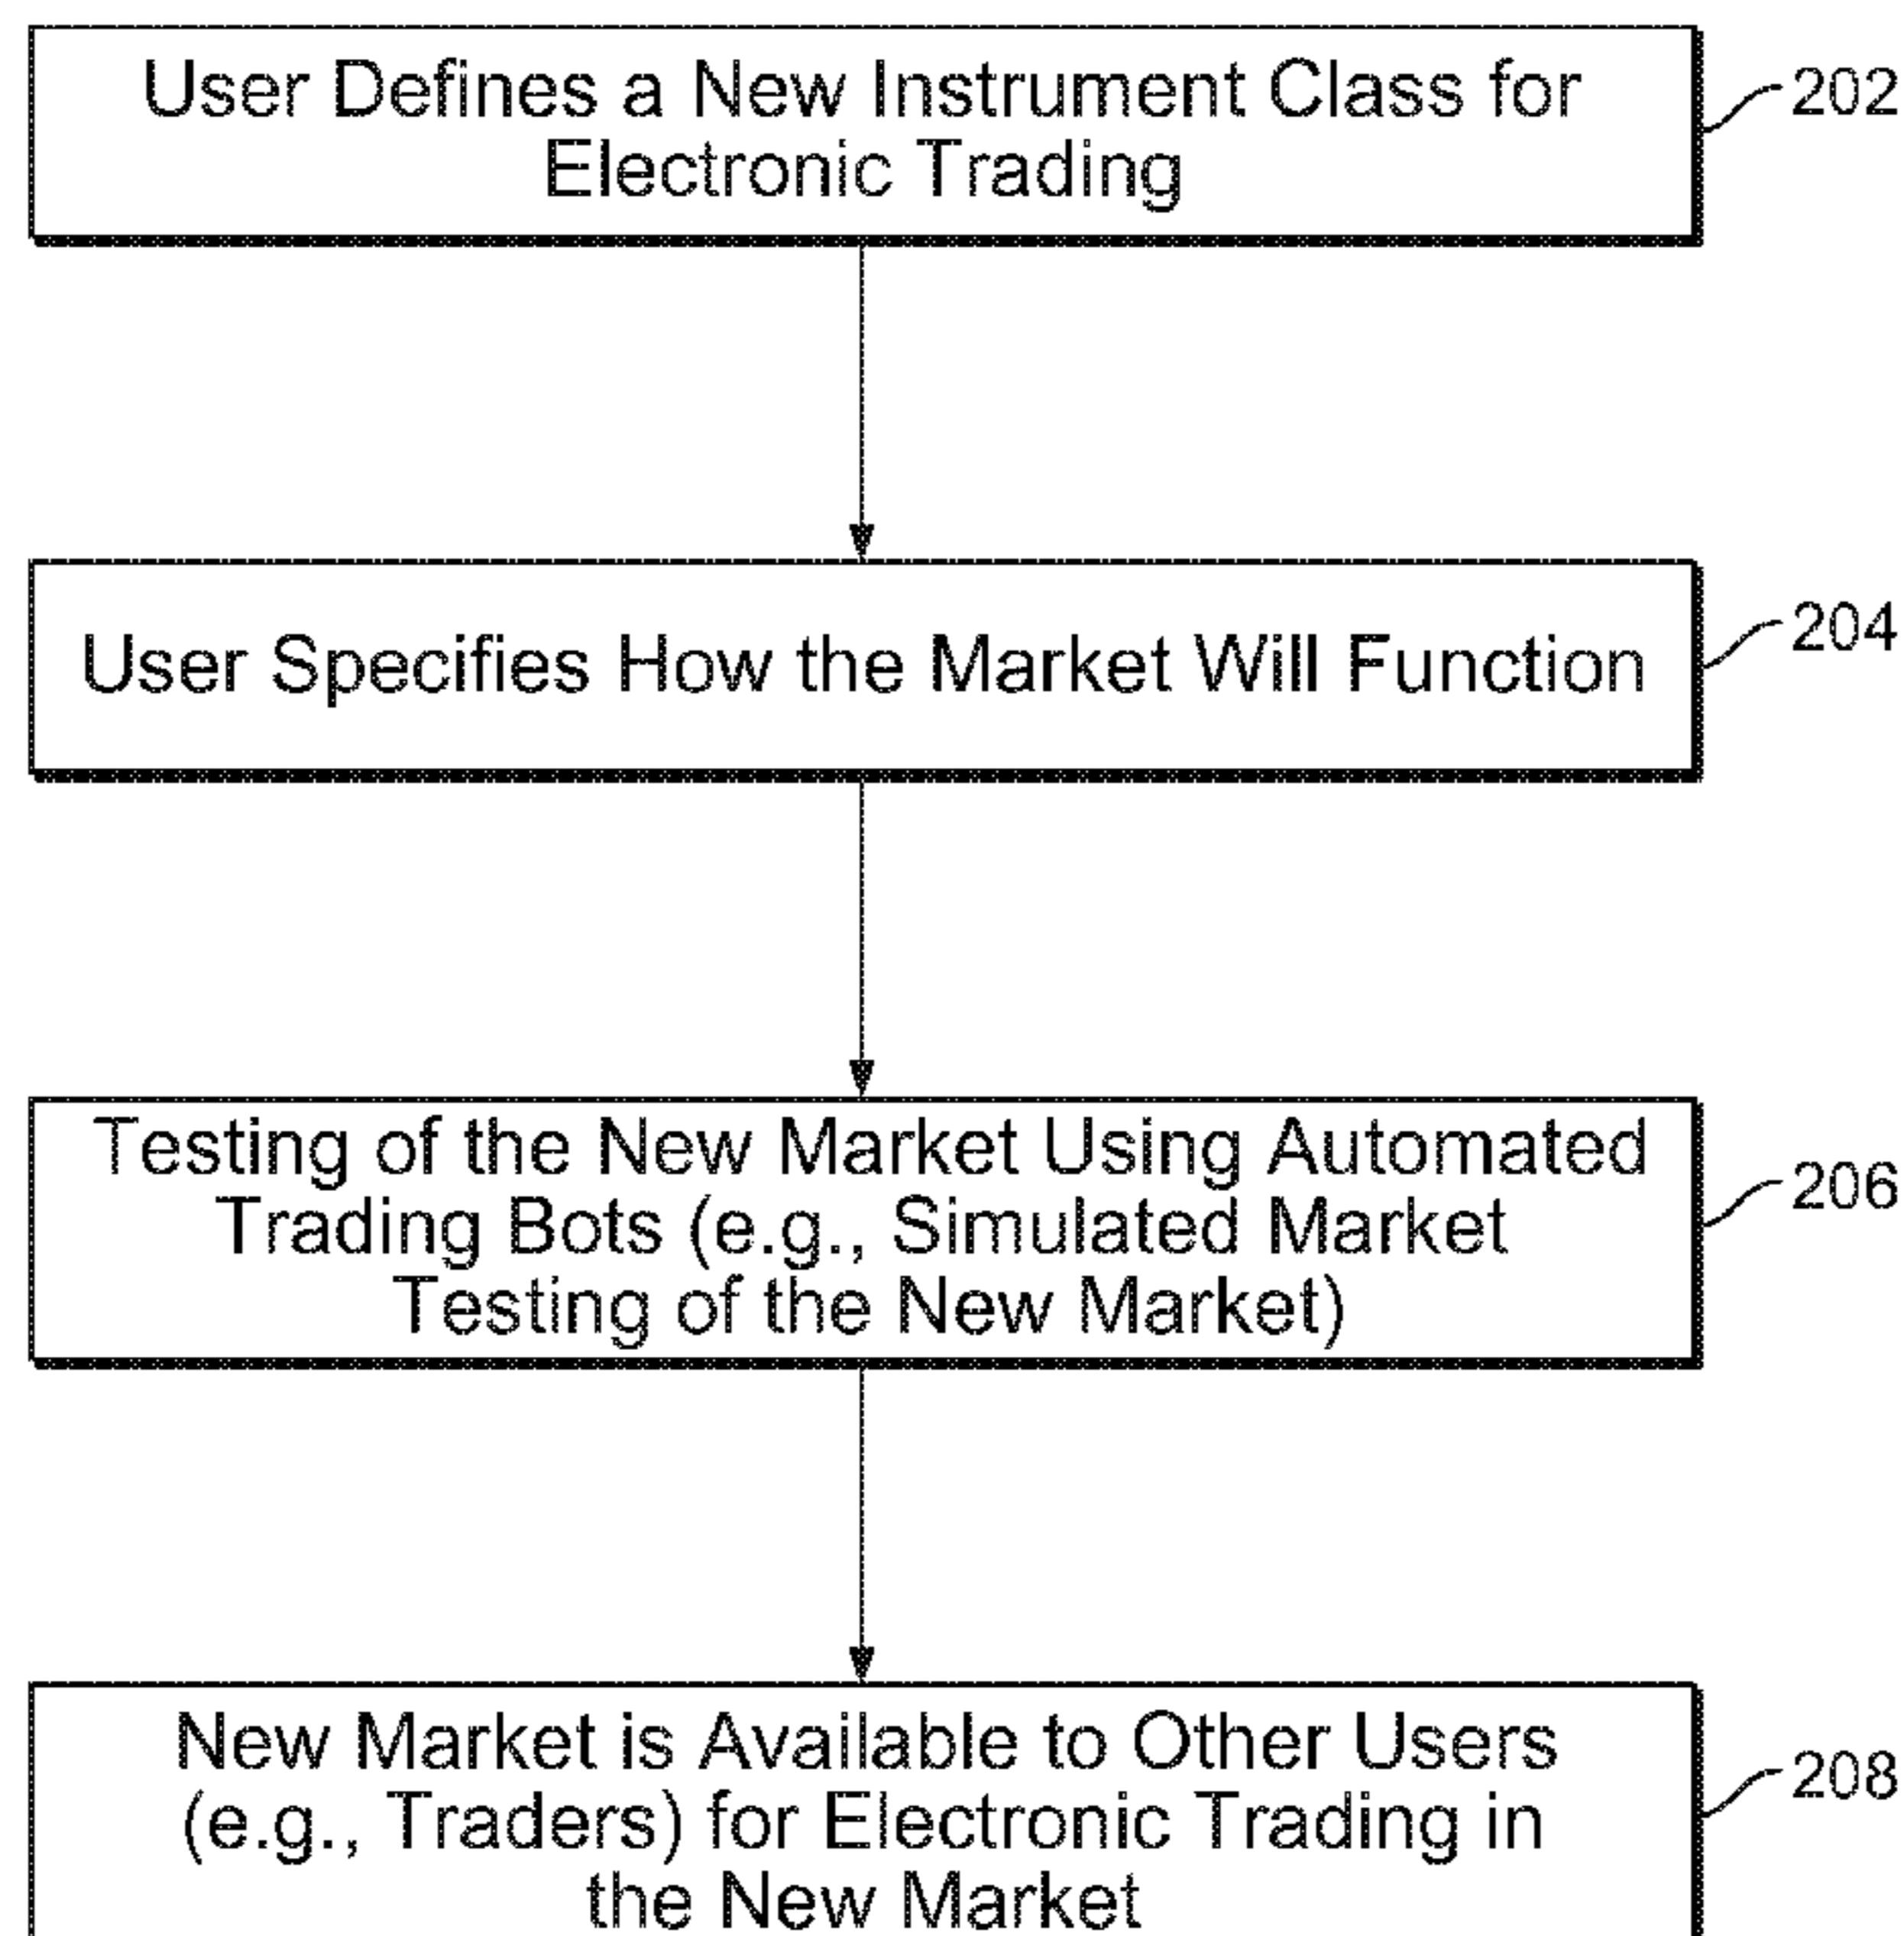 User Defines a New Instrument Class for
Electronic Trading
202
User Specifies How the Market Will Function
204
Testing of the New Market Using Automated
Trading Bots (e.g., Simulated Market
Testing of the New Market)
206
New Market is Available to Other Users
(e.g., Traders) for Electronic Trading in
the New Market
208